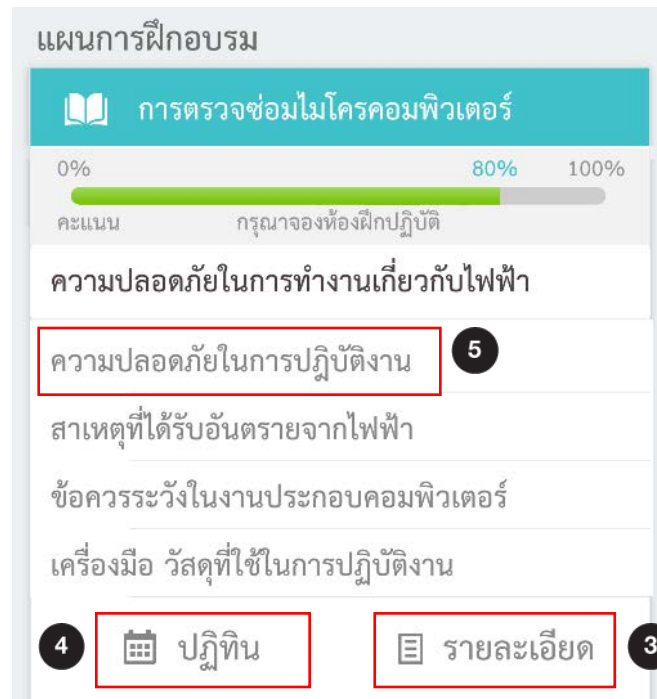 แผนการฝึกอบรม
การตรวจซ่อมไมโครคอมพิวเตอร์
0% 80% 100%
คะแนน กรุณาจองห้องฝึกปฏิบัติ
ความปลอดภัยในการทำงานเกี่ยวกับไฟฟ้า
ความปลอดภัยในการปฎิบัติงาน 5
สาเหตุที่ได้รับอันตรายจากไฟฟ้า
ข้อควรระวังในงานประกอบคอมพิวเตอร์
เครื่องมือ วัสดุที่ใช้ในการปฏิบัติงาน
4 ปฏิทิน รายละเอียด 3